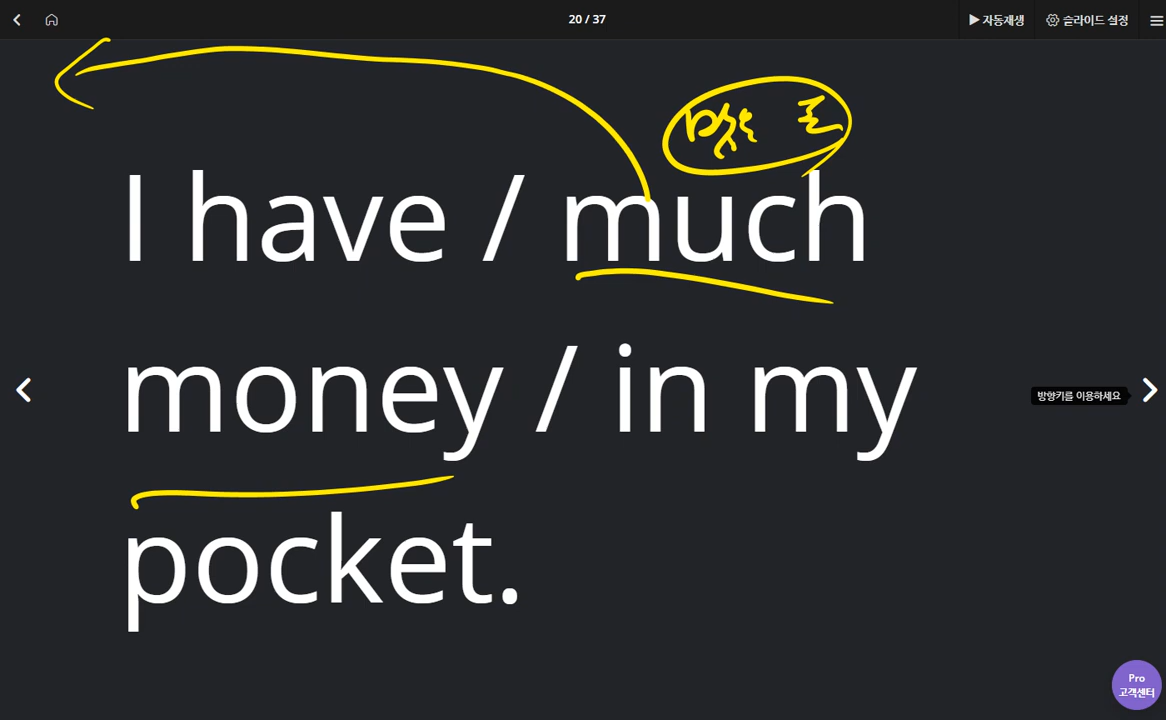 20 / 37
▶ 자동재생
슬라이드 설정
I have / much
money / in my
pocket.
방향키를 이용하세요
Pro
고객센터